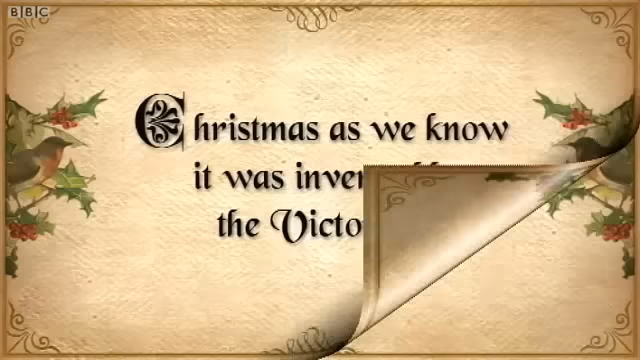 BBC
Christmas as we know
it was
the